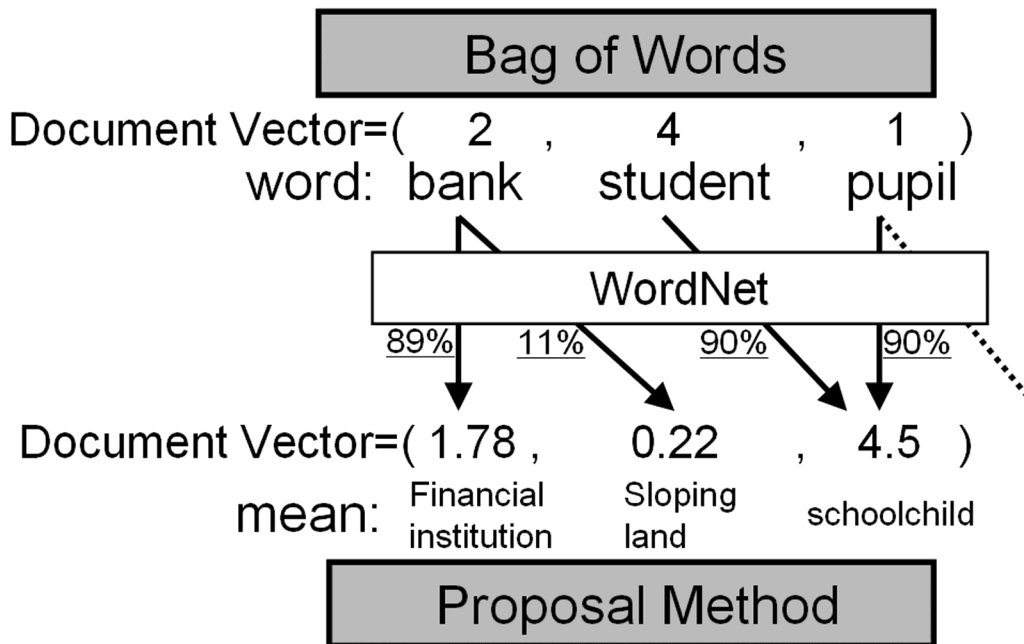 Bag of Words
Document Vector=( 2 , 4 , 1 )
word: bank student pupil
WordNet
89% 11% 90% 90%
Document Vector=( 1.78 , 0.22 , 4.5 )
mean: Financial institution Sloping land schoolchild
Proposal Method